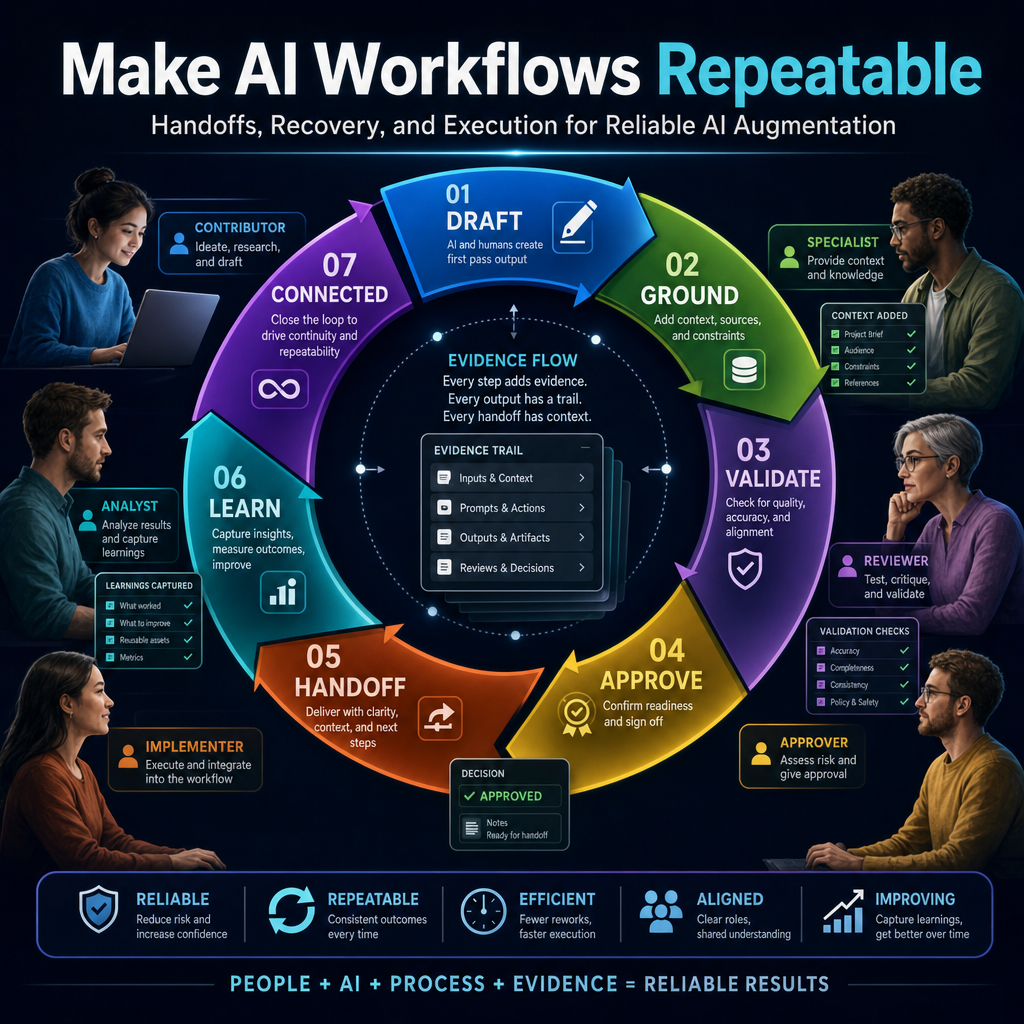 Make AI Workflows Repeatable
Handoffs, Recovery, and Execution for Reliable AI Augmentation
01
DRAFT
AI and humans create
first pass output
02
GROUND
Add context, sources,
and constraints
03
VALIDATE
Check for quality,
accuracy, and
alignment
04
APPROVE
Confirm readiness
and sign off
05
HANDOFF
Deliver with clarity,
context, and next
steps
06
LEARN
Capture insights,
measure outcomes,
improve
07
CONNECTED
Close the loop to
drive continuity and
repeatability
EVIDENCE FLOW
Every step adds evidence.
Every output has a trail.
Every handoff has context.
EVIDENCE TRAIL
Inputs & Context
Prompts & Actions
Outputs & Artifacts
Reviews & Decisions
CONTRIBUTOR
Ideate, research,
and draft
SPECIALIST
Provide context
and knowledge
CONTEXT ADDED
Project Brief
Audience
Constraints
References
REVIEWER
Test, critique,
and validate
VALIDATION CHECKS
Accuracy
Completeness
Consistency
Policy & Safety
APPROVER
Assess risk and
give approval
DECISION
APPROVED
Notes
Ready for handoff
IMPLEMENTER
Execute and integrate
into the workflow
ANALYST
Analyze results
and capture
learnings
LEARNINGS CAPTURED
What worked
What to improve
Reusable assets
Metrics
RELIABLE
Reduce risk and
increase confidence
REPEATABLE
Consistent outcomes
every time
EFFICIENT
Fewer reworks,
faster execution
ALIGNED
Clear roles,
shared understanding
IMPROVING
Capture learnings,
get better over time
PEOPLE + AI + PROCESS + EVIDENCE = RELIABLE RESULTS